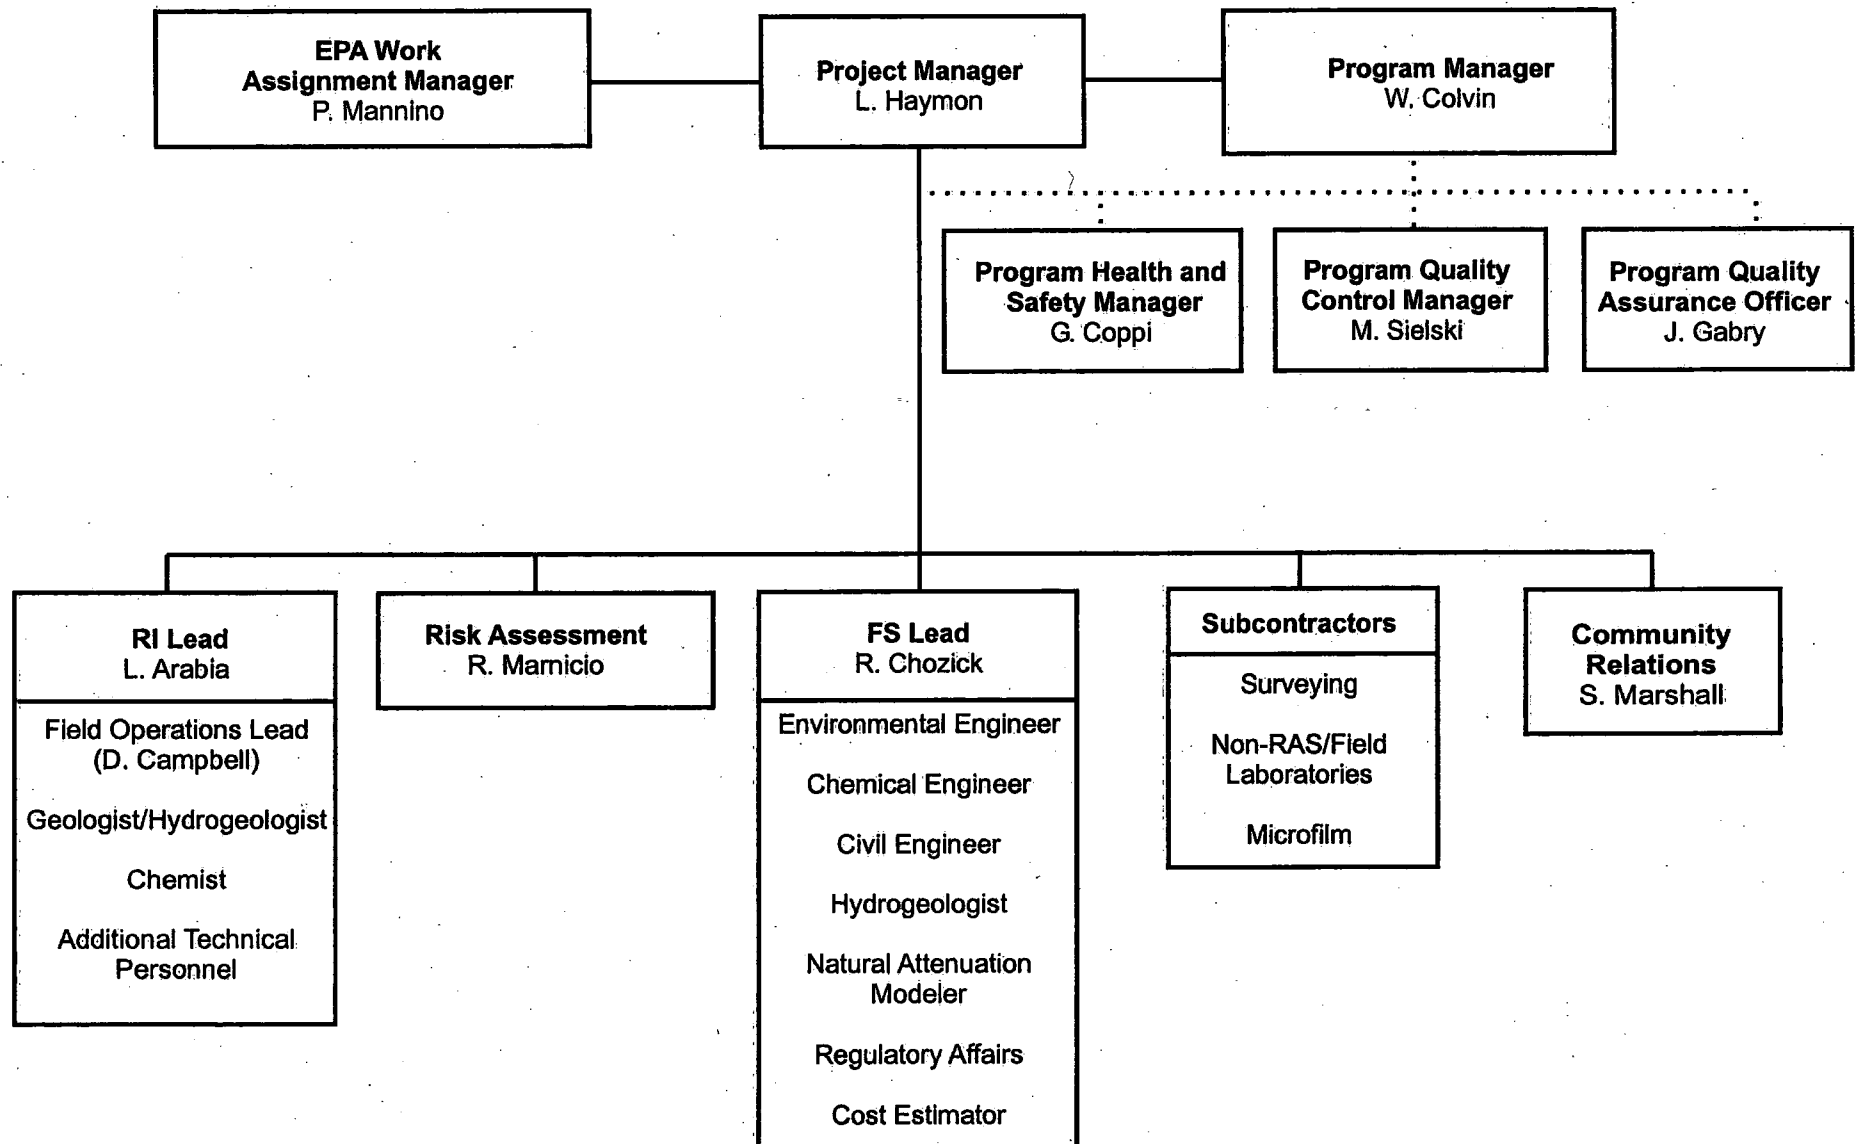 EPA Work
Assignment Manager
P. Mannino
Project Manager
L. Haymon
Program Manager
W. Colvin
Program Health and
Safety Manager
G. Coppi
Program Quality
Control Manager
M. Sielski
Program Quality
Assurance Officer
J. Gabry
RI Lead
L. Arabia
Field Operations Lead
(D. Campbell)
Geologist/Hydrogeologist
Chemist
Additional Technical
Personnel
Risk Assessment
R. Marnicio
FS Lead
R. Chozick
Environmental Engineer
Chemical Engineer
Civil Engineer
Hydrogeologist
Natural Attenuation
Modeler
Regulatory Affairs
Cost Estimator
Subcontractors
Surveying
Non-RAS/Field
Laboratories
Microfilm
Community
Relations
S. Marshall